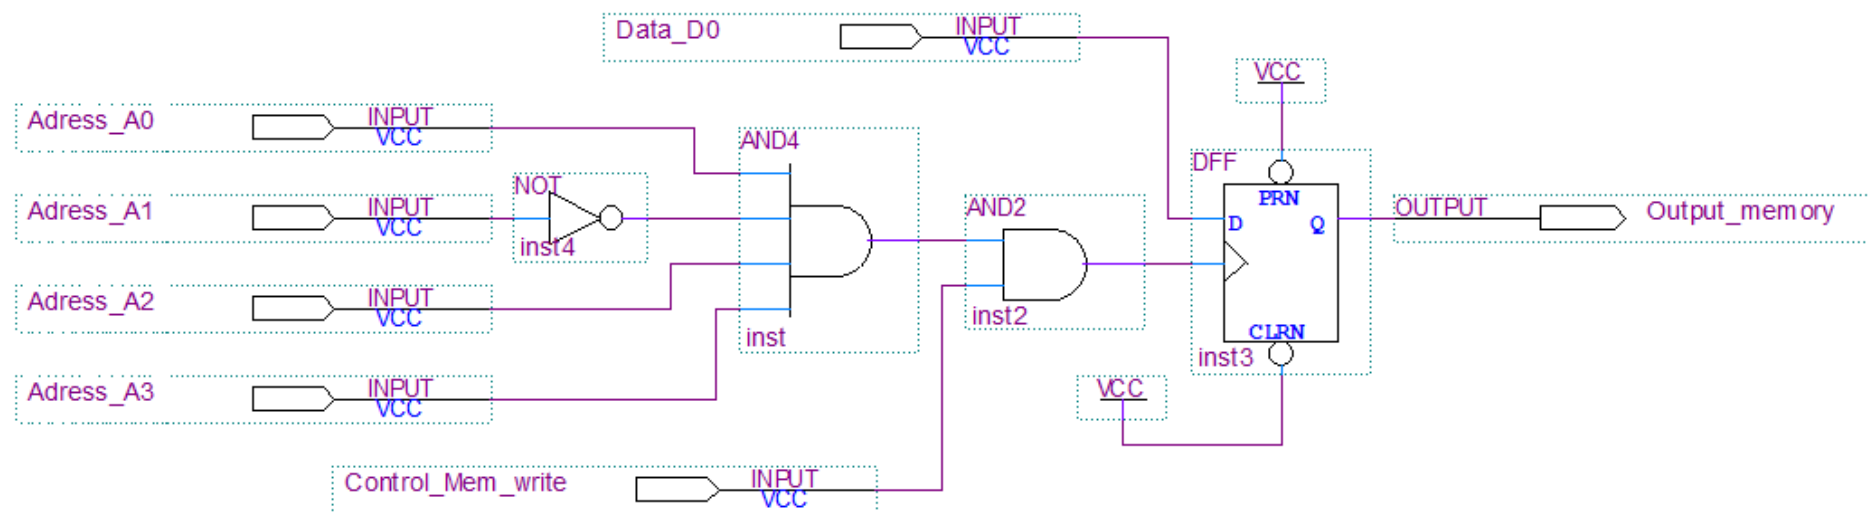 Data_D0
INPUT
VCC
VCC
Adress_A0
INPUT
VCC
AND4
DFF
PRN
Adress_A1
INPUT
VCC
NOT
inst4
AND2
D
Q
OUTPUT
Output_memory
Adress_A2
INPUT
VCC
inst
inst2
CLRN
inst3
Adress_A3
INPUT
VCC
VCC
Control_Mem_write
INPUT
VCC